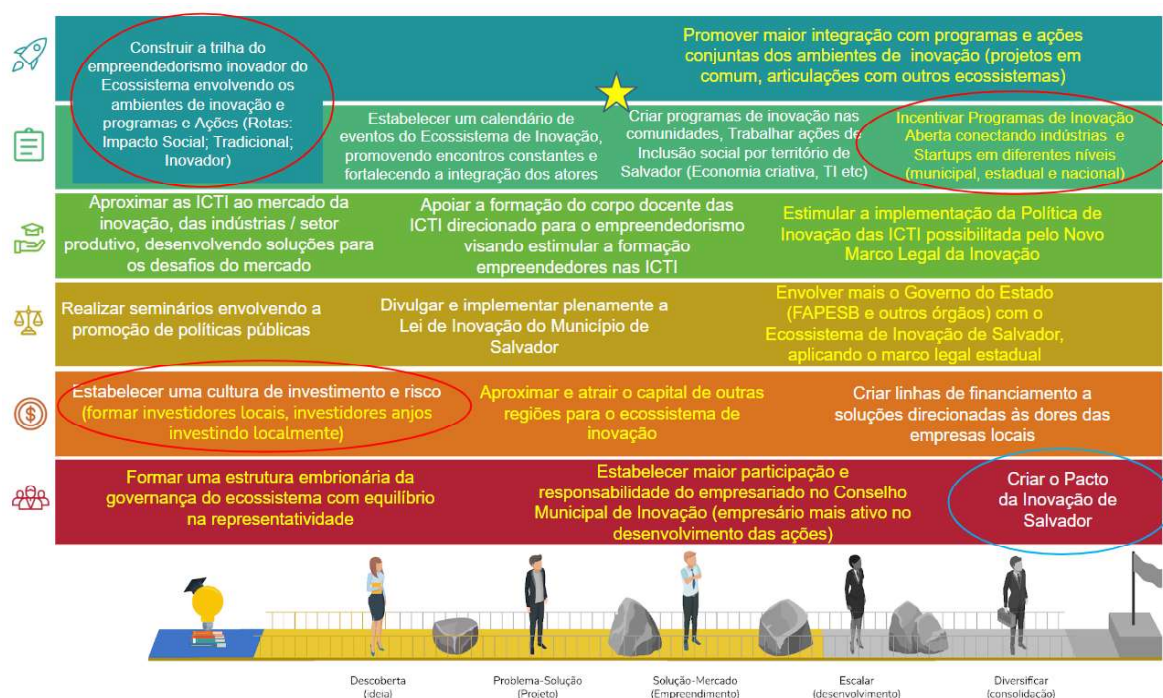 Construir a trilha do
empreendedorismo inovador do
Ecossistema envolvendo os
ambientes de inovação e
programas e Ações (Rotas:
Impacto Social; Tradicional;
Inovador)
Promover maior integração com programas e ações
conjuntas dos ambientes de inovação (projetos em
comum, articulações com outros ecossistemas)
Estabelecer um calendário de
eventos do Ecossistema de Inovação,
promovendo encontros constantes e
fortalecendo a integração dos atores
Criar programas de inovação nas
comunidades, Trabalhar ações de
Inclusão social por território de
Salvador (Economia criativa, TI etc)
Incentivar Programas de Inovação
Aberta conectando indústrias e
Startups em diferentes níveis
(municipal, estadual e nacional)
Aproximar as ICTI ao mercado da
inovação, das indústrias / setor
produtivo, desenvolvendo soluções para
os desafios do mercado
Apoiar a formação do corpo docente das
ICTI direcionado para o empreendedorismo
visando estimular a formação
empreendedores nas ICTI
Estimular a implementação da Política de
Inovação das ICTI possibilitada pelo Novo
Marco Legal da Inovação
Realizar seminários envolvendo a
promoção de políticas públicas
Divulgar e implementar plenamente a
Lei de Inovação do Município de
Salvador
Envolver mais o Governo do Estado
(FAPESB e outros órgãos) com o
Ecossistema de Inovação de Salvador,
aplicando o marco legal estadual
Estabelecer uma cultura de investimento e risco
(formar investidores locais, investidores anjos
investindo localmente)
Aproximar e atrair o capital de outras
regiões para o ecossistema de
inovação
Criar linhas de financiamento a
soluções direcionadas às dores das
empresas locais
Formar uma estrutura embrionária da
governança do ecossistema com equilíbrio
na representatividade
Estabelecer maior participação e
responsabilidade do empresariado no Conselho
Municipal de Inovação (empresário mais ativo no
desenvolvimento das ações)
Criar o Pacto
da Inovação de
Salvador
Descoberta
(ideia)
Problema-Solução
(Projeto)
Solução-Mercado
(Empreendimento)
Escalar
(desenvolvimento)
Diversificar
(consolidação)